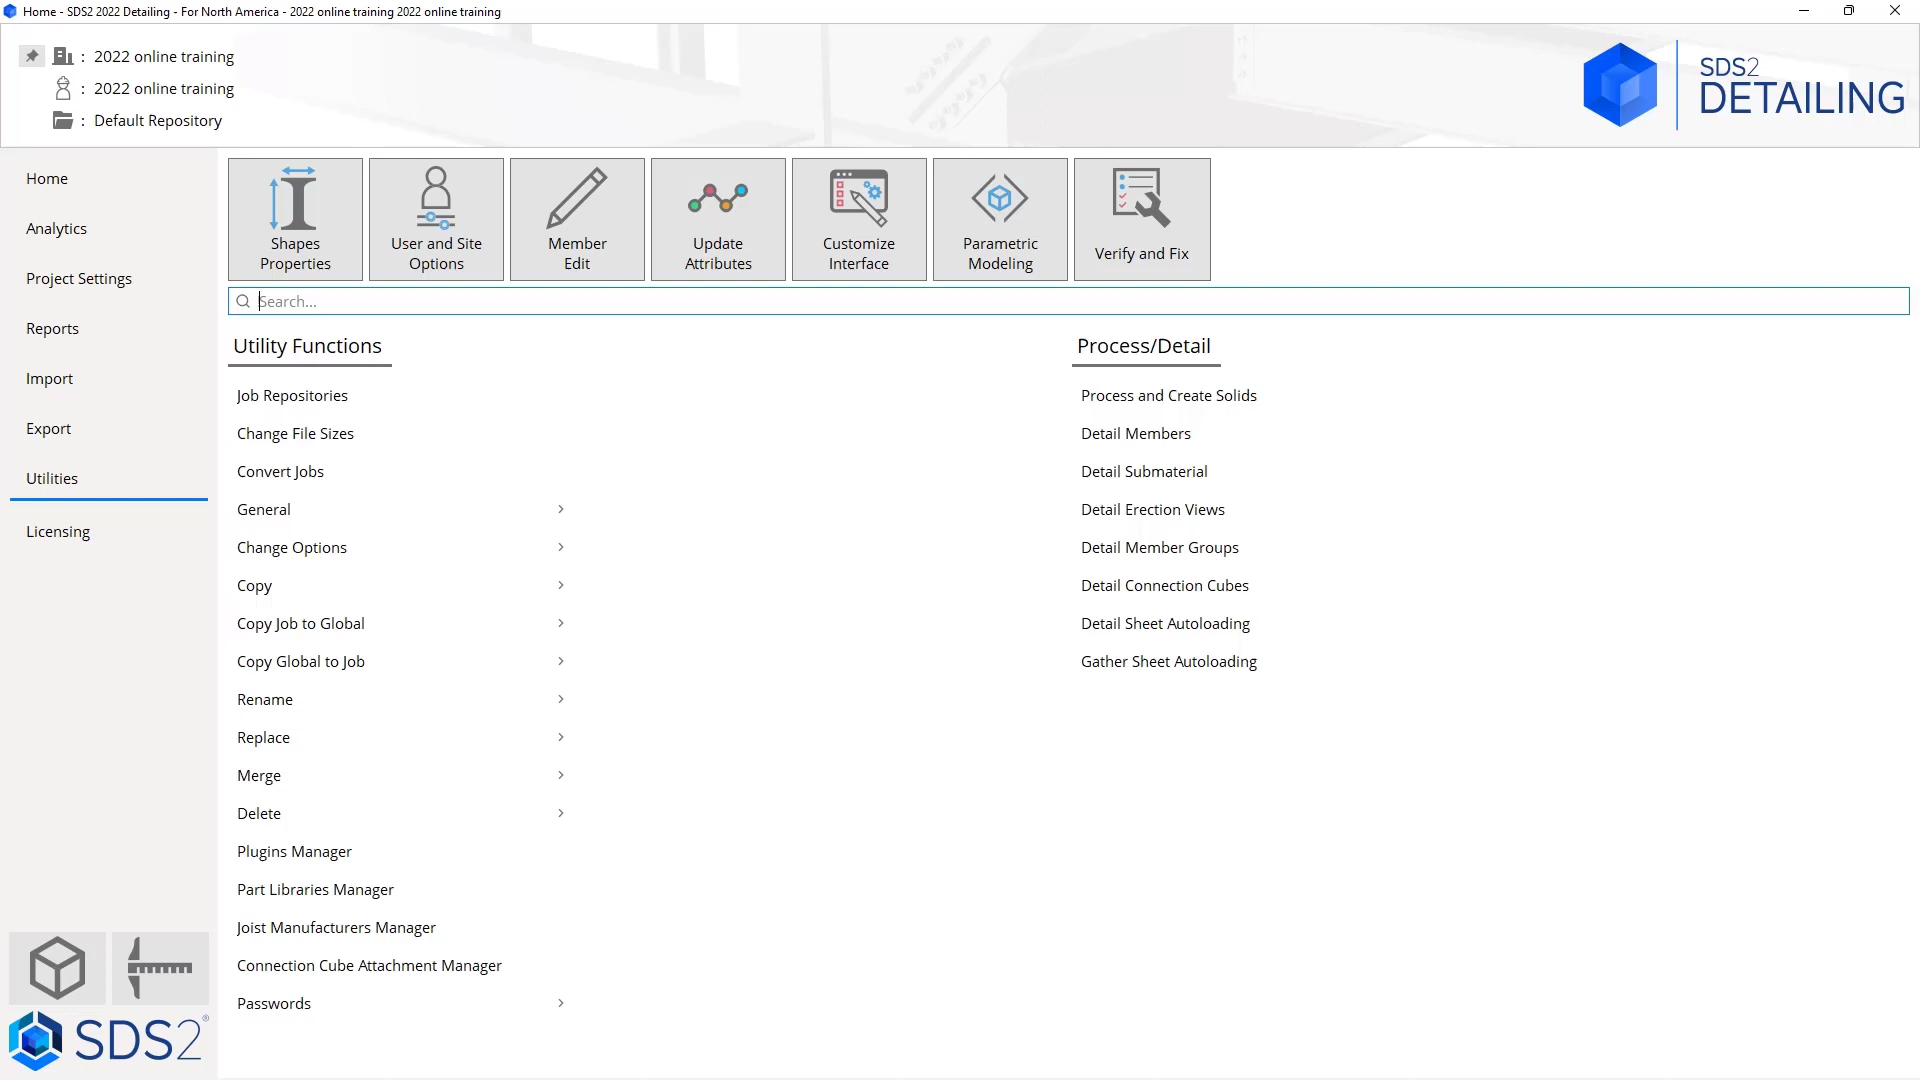 Home - SDS2 2022 Detailing - For North America - 2022 online training 2022 online training
: 2022 online training
: 2022 online training
: Default Repository
SDS2
DETAILING
Home
Analytics
Project Settings
Reports
Import
Export
Utilities
Licensing
Shapes
Properties
User and Site
Options
Member
Edit
Update
Attributes
Customize
Interface
Parametric
Modeling
Verify and Fix
Search...
Utility Functions
Job Repositories
Change File Sizes
Convert Jobs
General
Change Options
Copy
Copy Job to Global
Copy Global to Job
Rename
Replace
Merge
Delete
Plugins Manager
Part Libraries Manager
Joist Manufacturers Manager
Connection Cube Attachment Manager
Passwords
Process/Detail
Process and Create Solids
Detail Members
Detail Submaterial
Detail Erection Views
Detail Member Groups
Detail Connection Cubes
Detail Sheet Autoloading
Gather Sheet Autoloading
SDS2®